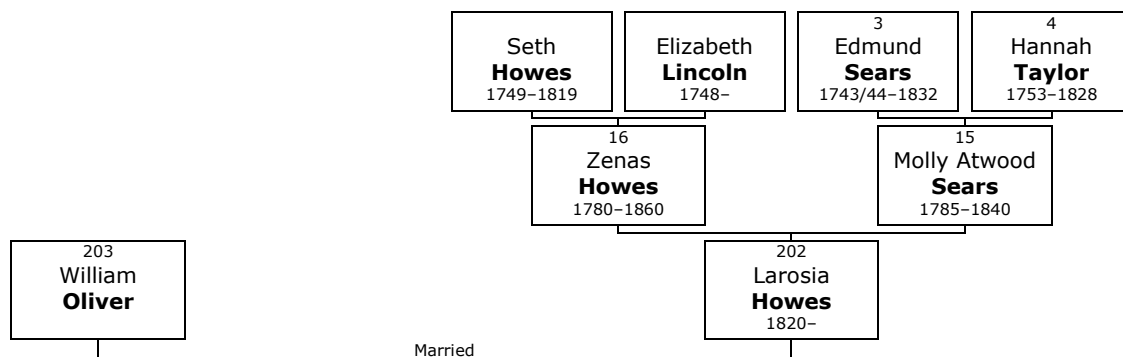 Seth
Howes
1749–1819
Elizabeth
Lincoln
1748–
3
Edmund
Sears
1743/44–1832
4
Hannah
Taylor
1753–1828
16
Zenas
Howes
1780–1860
15
Molly Atwood
Sears
1785–1840
203
William
Oliver
202
Larosia
Howes
1820–
Married